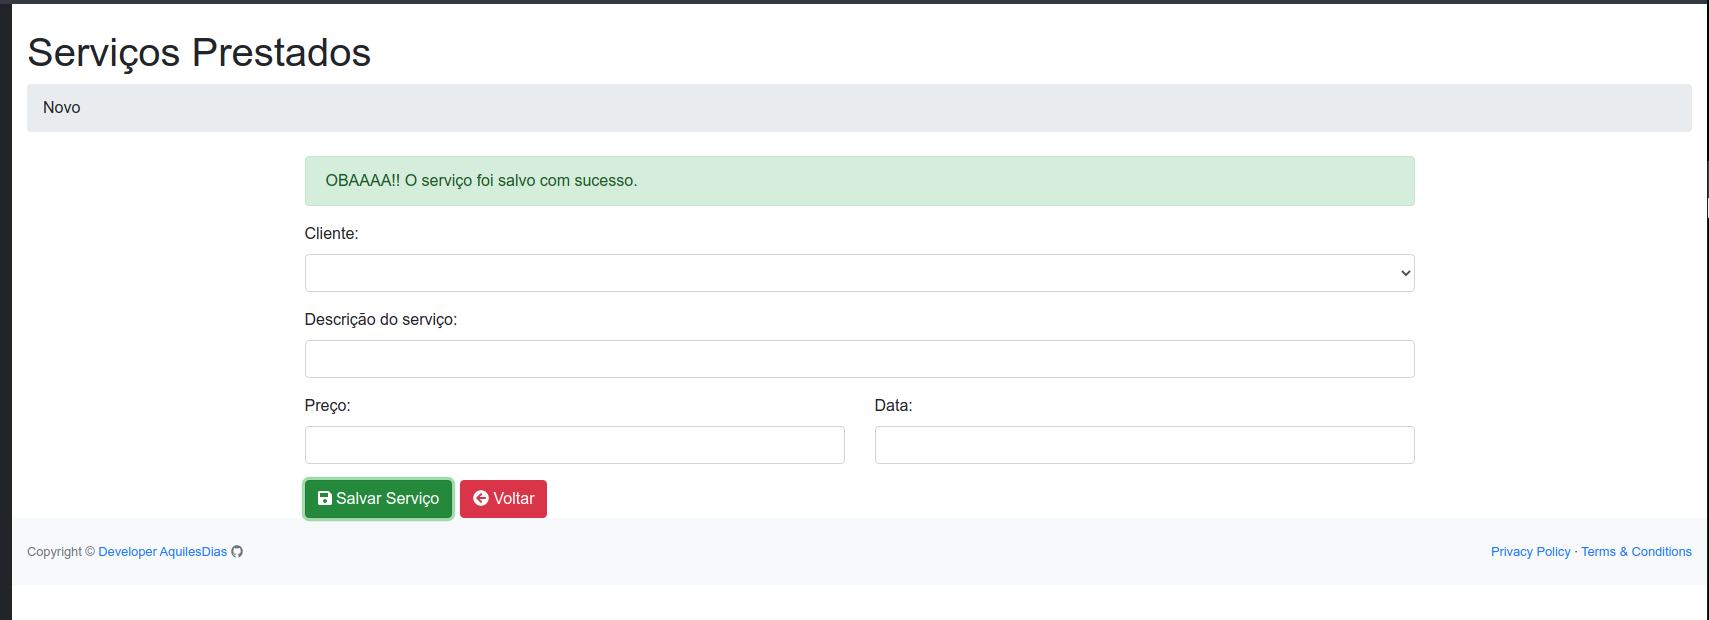 Serviços Prestados
Novo
OBAAAA!! O serviço foi salvo com sucesso.
Cliente:
Descrição do serviço:
Preço: Data:
Salvar Serviço Voltar
Copyright © Developer AquilesDias Privacy Policy · Terms & Conditions